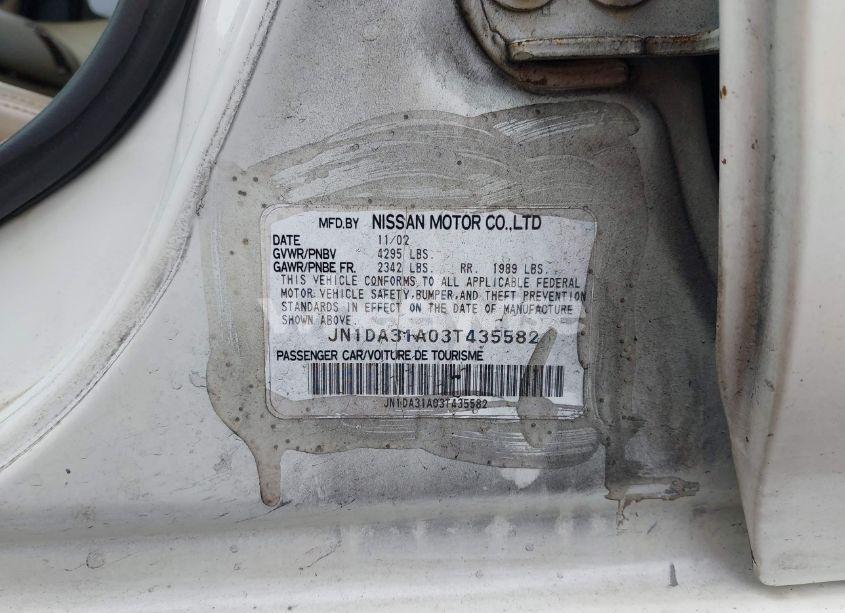 MFD.BY NISSAN MOTOR CO.,LTD
DATE 11/02
GVWR/PNBV 4295 LBS.
GAWR/PNBE FR. 2342 LBS. RR. 1989 LBS.
THIS VEHICLE CONFORMS TO ALL APPLICABLE FEDERAL
MOTOR VEHICLE SAFETY,BUMPER,AND THEFT PREVENTION
STANDARDS IN EFFECT ON THE DATE OF MANUFACTURE
SHOWN ABOVE.
JN1DA31A03T435582
PASSENGER CAR/VOITURE DE TOURISME
JN1DA31A03T435582